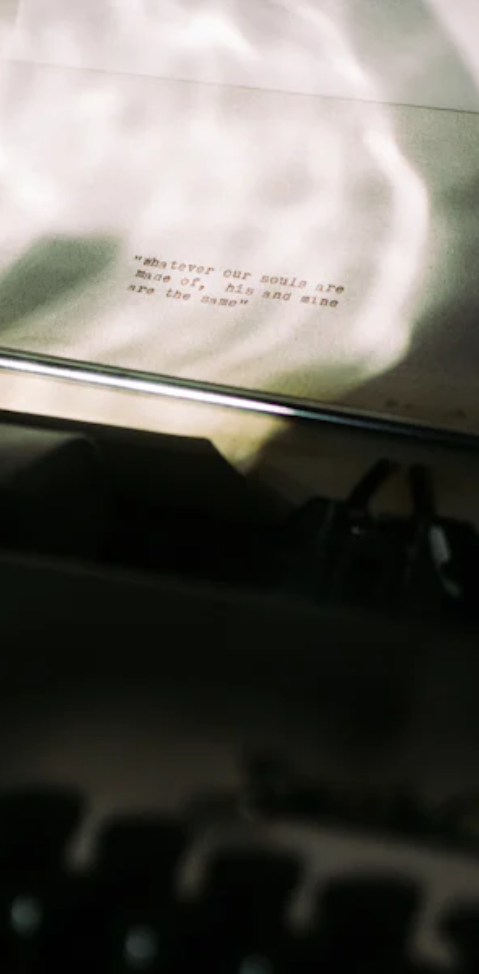 "whatever our souls are
made of, his and mine
are the same"